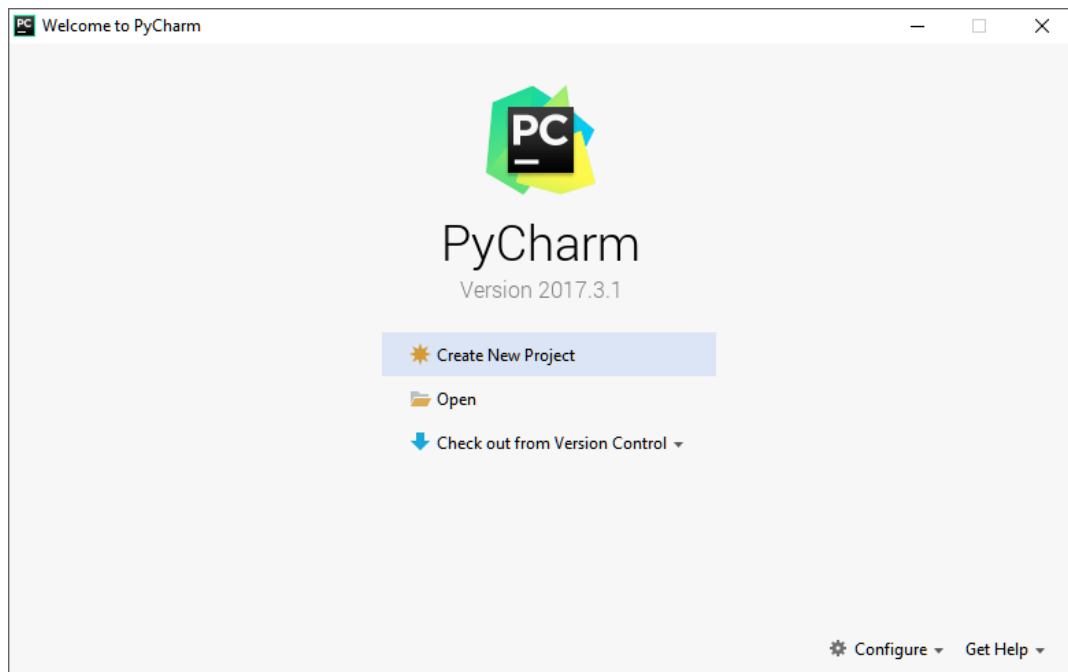 PC Welcome to PyCharm
PC
PyCharm
Version 2017.3.1
Create New Project
Open
Check out from Version Control
Configure Get Help